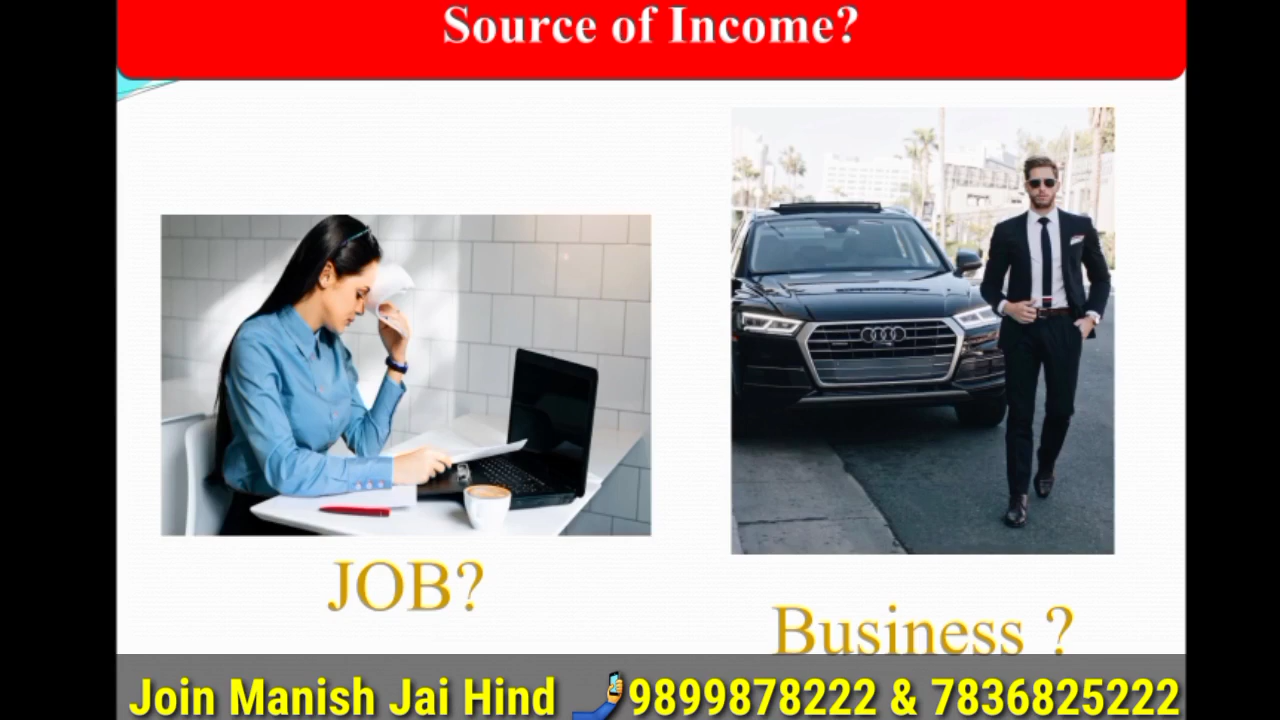 Source of Income?
JOB?
Business ?
Join Manish Jai Hind 🤳9899878222 & 7836825222